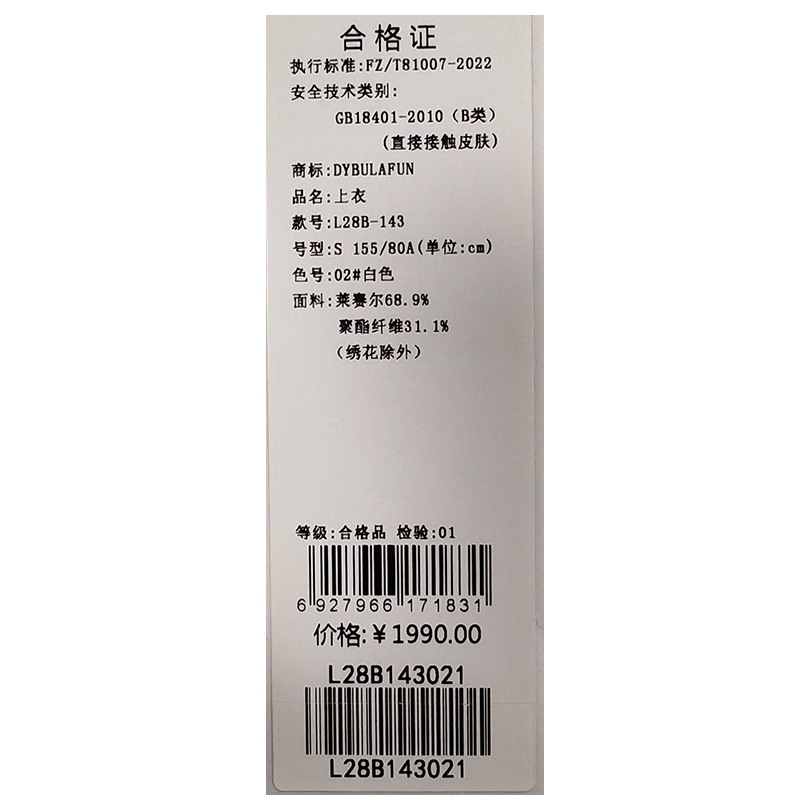 合格证
执行标准:FZ/T81007-2022
安全技术类别:
GB18401-2010（B类）
(直接接触皮肤)
商标:DYBULAFUN
品名:上衣
款号:L28B-143
号型:S 155/80A(单位:cm)
色号:02#白色
面料:莱赛尔68.9%
聚酯纤维31.1%
（绣花除外）
等级:合格品 检验:01
6 927966 171831
价格:￥1990.00
L28B143021
L28B143021